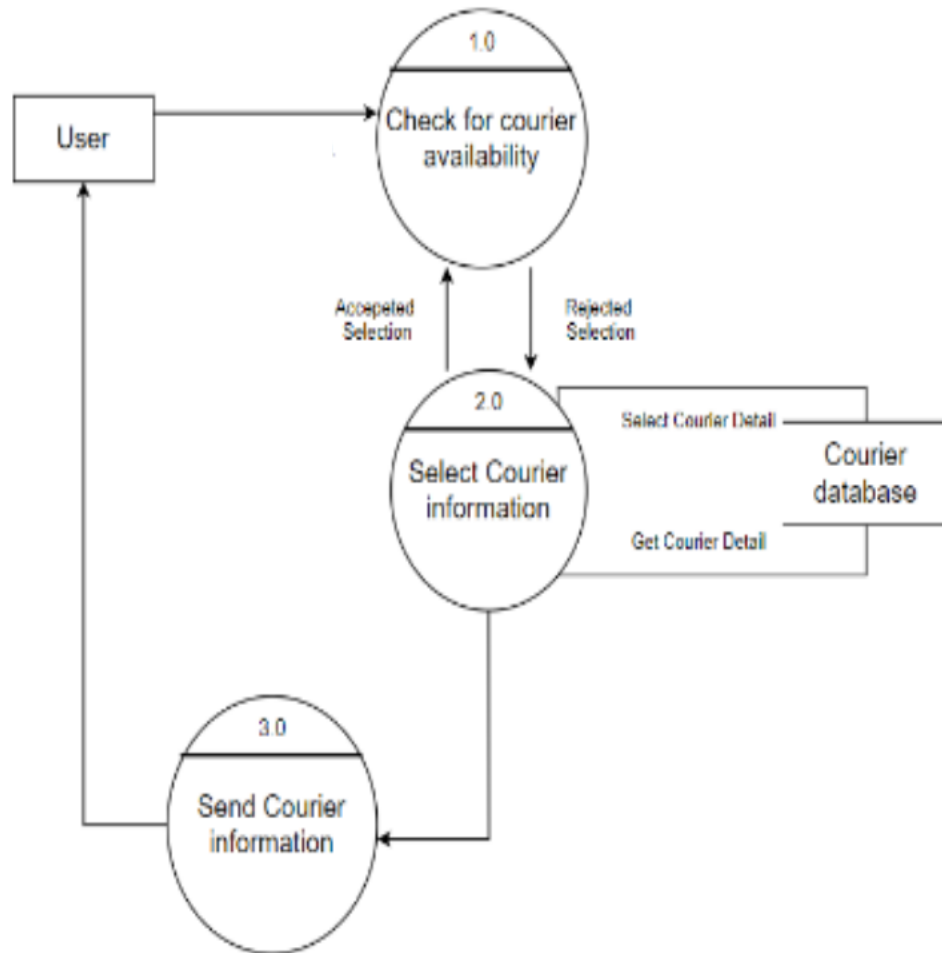 1.0
Check for courier
availability
User
Accepeted
Selection
Rejected
Selection
2.0
Select Courier
information
Select Courier Detail
Courier
database
Get Courier Detail
3.0
Send Courier
information